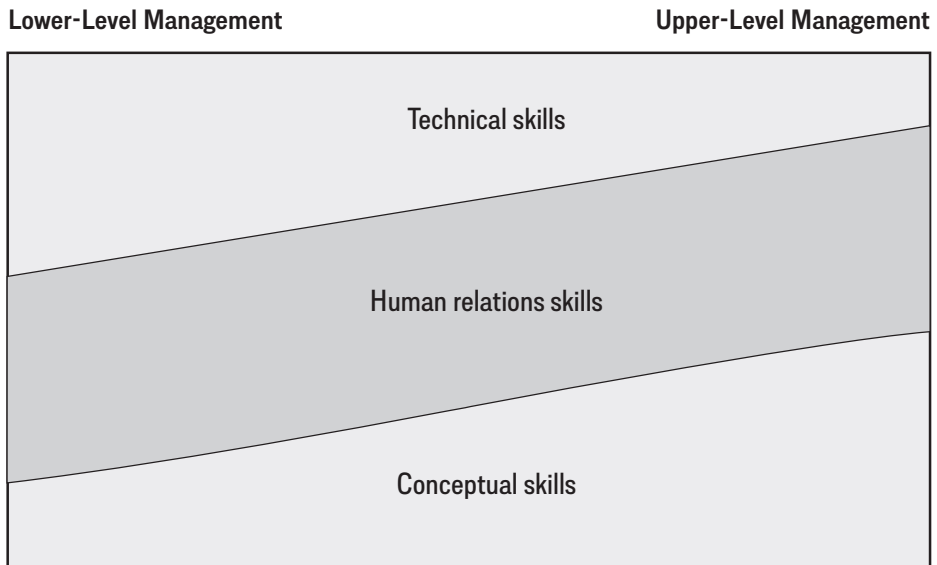 Lower-Level Management
Upper-Level Management
Technical skills
Human relations skills
Conceptual skills